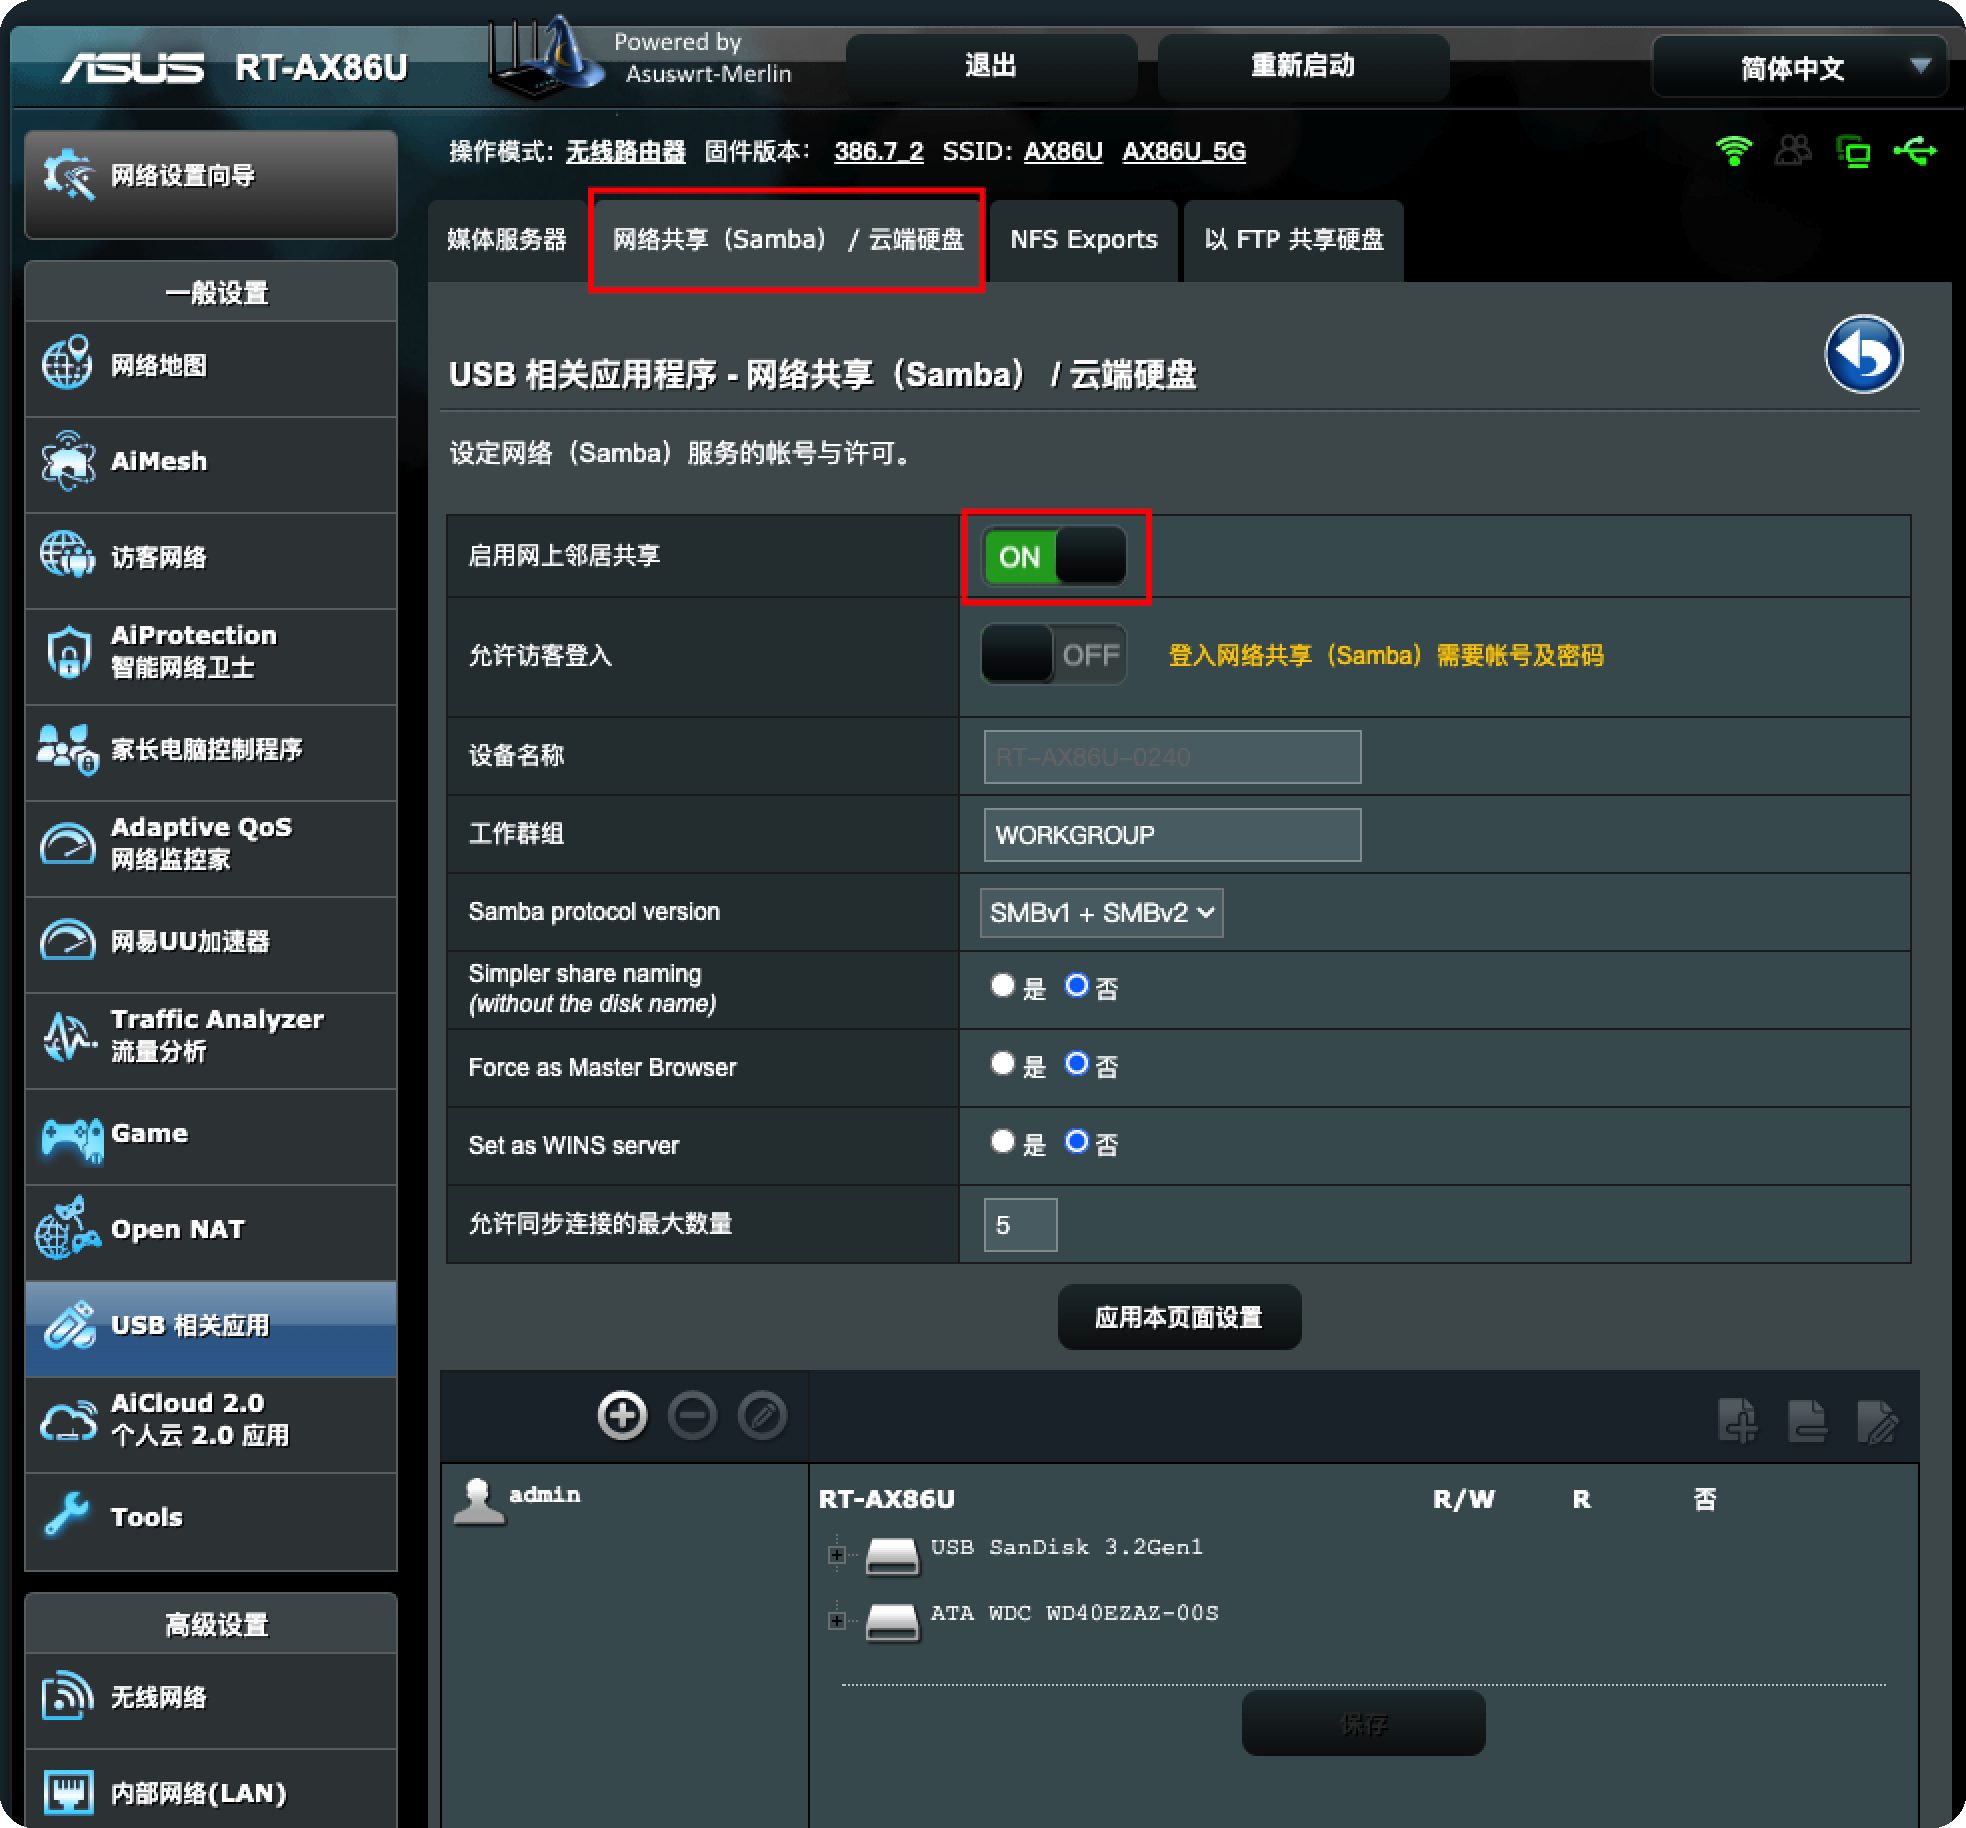 ASUS RT-AX86U
Powered by
Asuswrt-Merlin
退出
重新启动
简体中文
操作模式: 无线路由器 固件版本: 386.7_2 SSID: AX86U AX86U_5G
网络设置向导
一般设置
网络地图
AiMesh
访客网络
AiProtection
智能网络卫士
家长电脑控制程序
Adaptive QoS
网络监控家
网易UU加速器
Traffic Analyzer
流量分析
Game
Open NAT
USB 相关应用
AiCloud 2.0
个人云 2.0 应用
Tools
高级设置
无线网络
内部网络(LAN)
媒体服务器
网络共享（Samba） / 云端硬盘
NFS Exports
以 FTP 共享硬盘
USB 相关应用程序 - 网络共享（Samba） / 云端硬盘
设定网络（Samba）服务的帐号与许可。
启用网上邻居共享 ON
允许访客登入 OFF 登入网络共享（Samba）需要帐号及密码
设备名称 RT-AX86U-0240
工作群组 WORKGROUP
Samba protocol version SMBv1 + SMBv2
Simpler share naming
(without the disk name) 是 否
Force as Master Browser 是 否
Set as WINS server 是 否
允许同步连接的最大数量 5
应用本页面设置
admin
RT-AX86U R/W R 否
USB SanDisk 3.2Gen1
ATA WDC WD40EZAZ-00S
保存